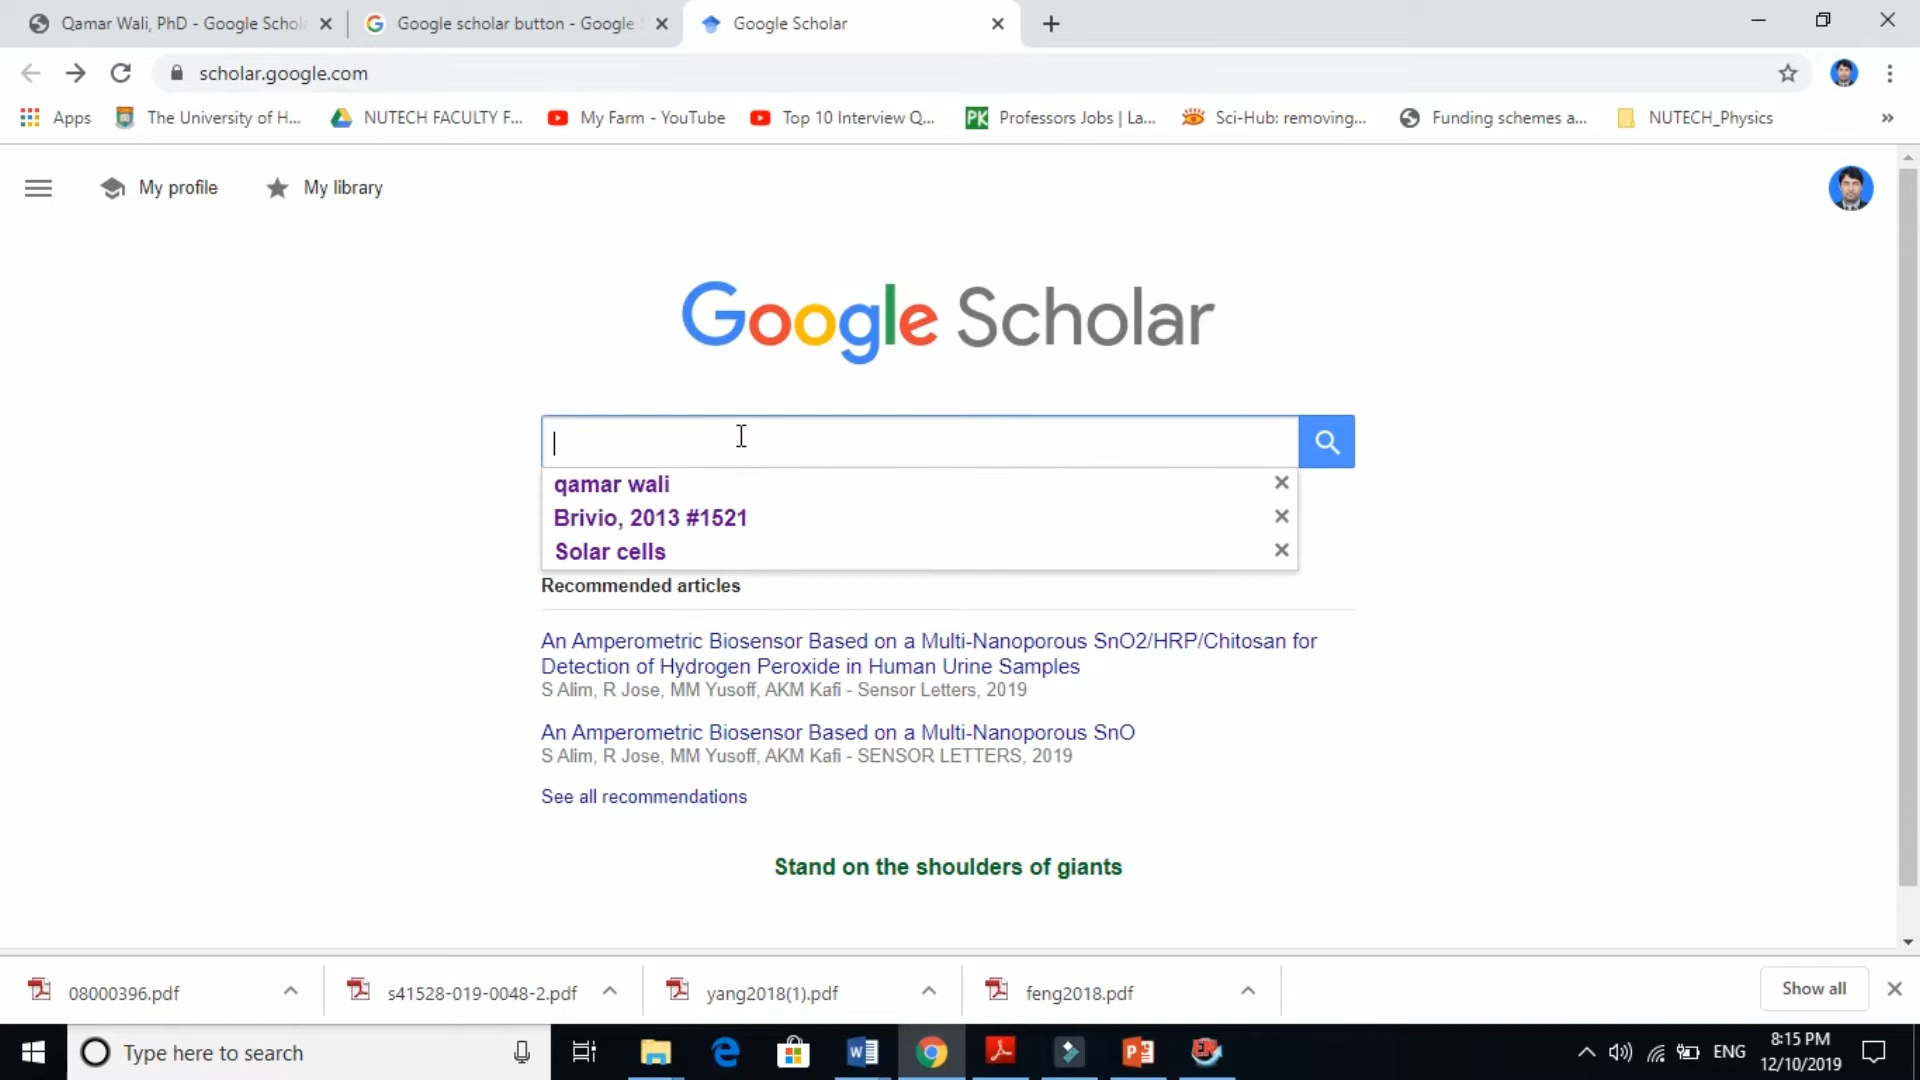 Qamar Wali, PhD - Google Schol
Google scholar button - Google
Google Scholar
scholar.google.com
Apps
The University of H...
NUTECH FACULTY F...
My Farm - YouTube
Top 10 Interview Q...
PK
Professors Jobs | La...
Sci-Hub: removing...
Funding schemes a...
NUTECH_Physics
»
My profile
My library
Google Scholar
qamar wali
Brivio, 2013 #1521
Solar cells
Recommended articles
An Amperometric Biosensor Based on a Multi-Nanoporous SnO2/HRP/Chitosan for
Detection of Hydrogen Peroxide in Human Urine Samples
S Alim, R Jose, MM Yusoff, AKM Kafi - Sensor Letters, 2019
An Amperometric Biosensor Based on a Multi-Nanoporous SnO
S Alim, R Jose, MM Yusoff, AKM Kafi - SENSOR LETTERS, 2019
See all recommendations
Stand on the shoulders of giants
08000396.pdf
s41528-019-0048-2.pdf
yang2018(1).pdf
feng2018.pdf
Show all
Type here to search
ENG
8:15 PM
12/10/2019